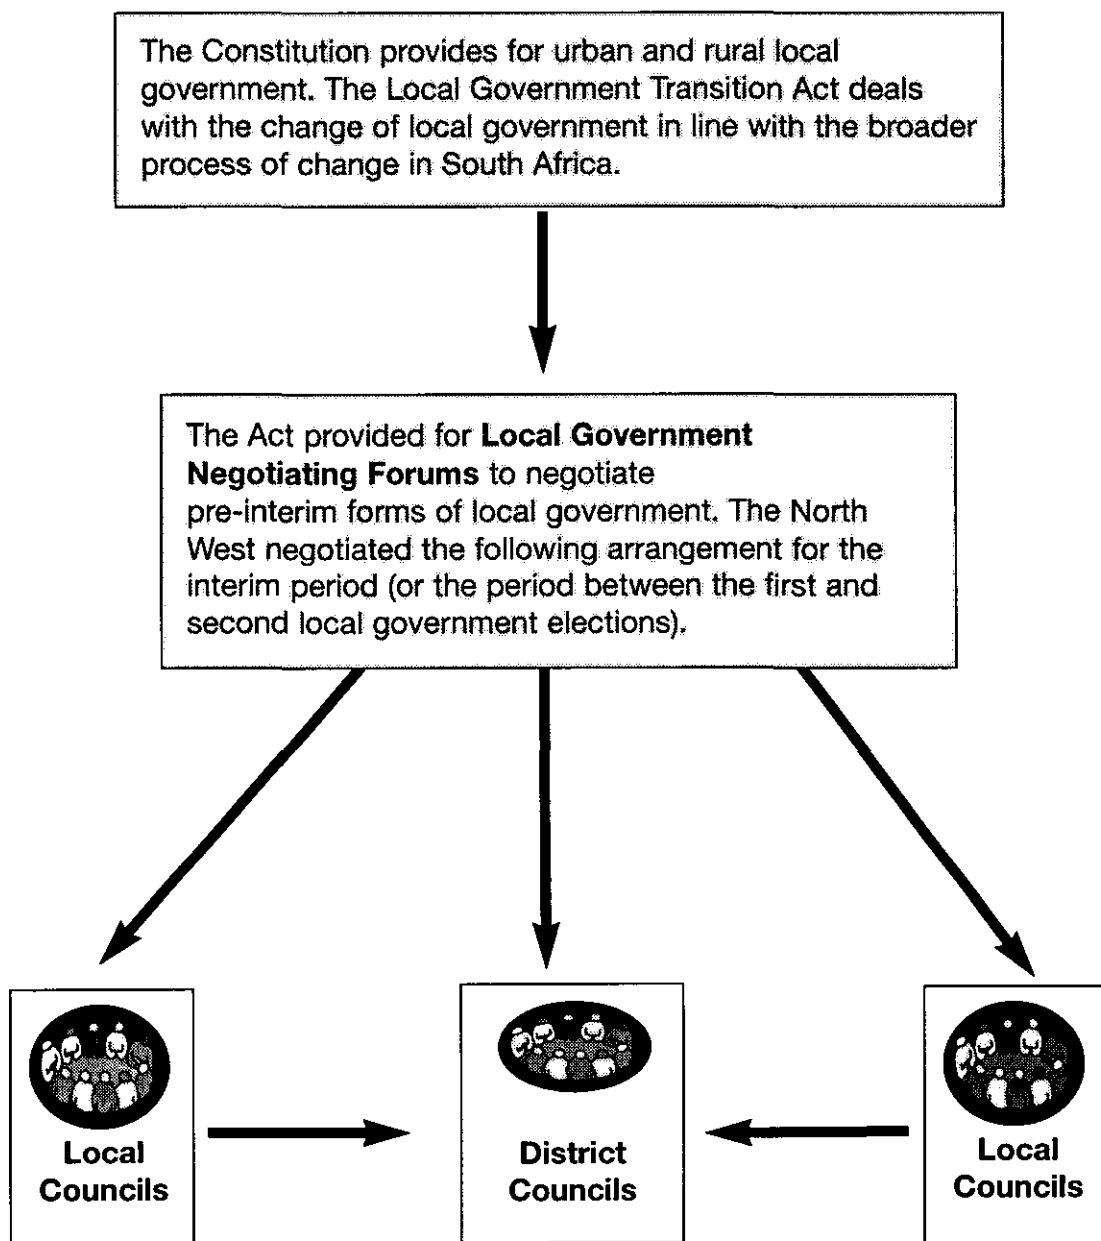 The Constitution provides for urban and rural local
government. The Local Government Transition Act deals
with the change of local government in line with the broader
process of change in South Africa.
The Act provided for Local Government
Negotiating Forums to negotiate
pre-interim forms of local government. The North
West negotiated the following arrangement for the
interim period (or the period between the first and
second local government elections).
Local
Councils
District
Councils
Local
Councils